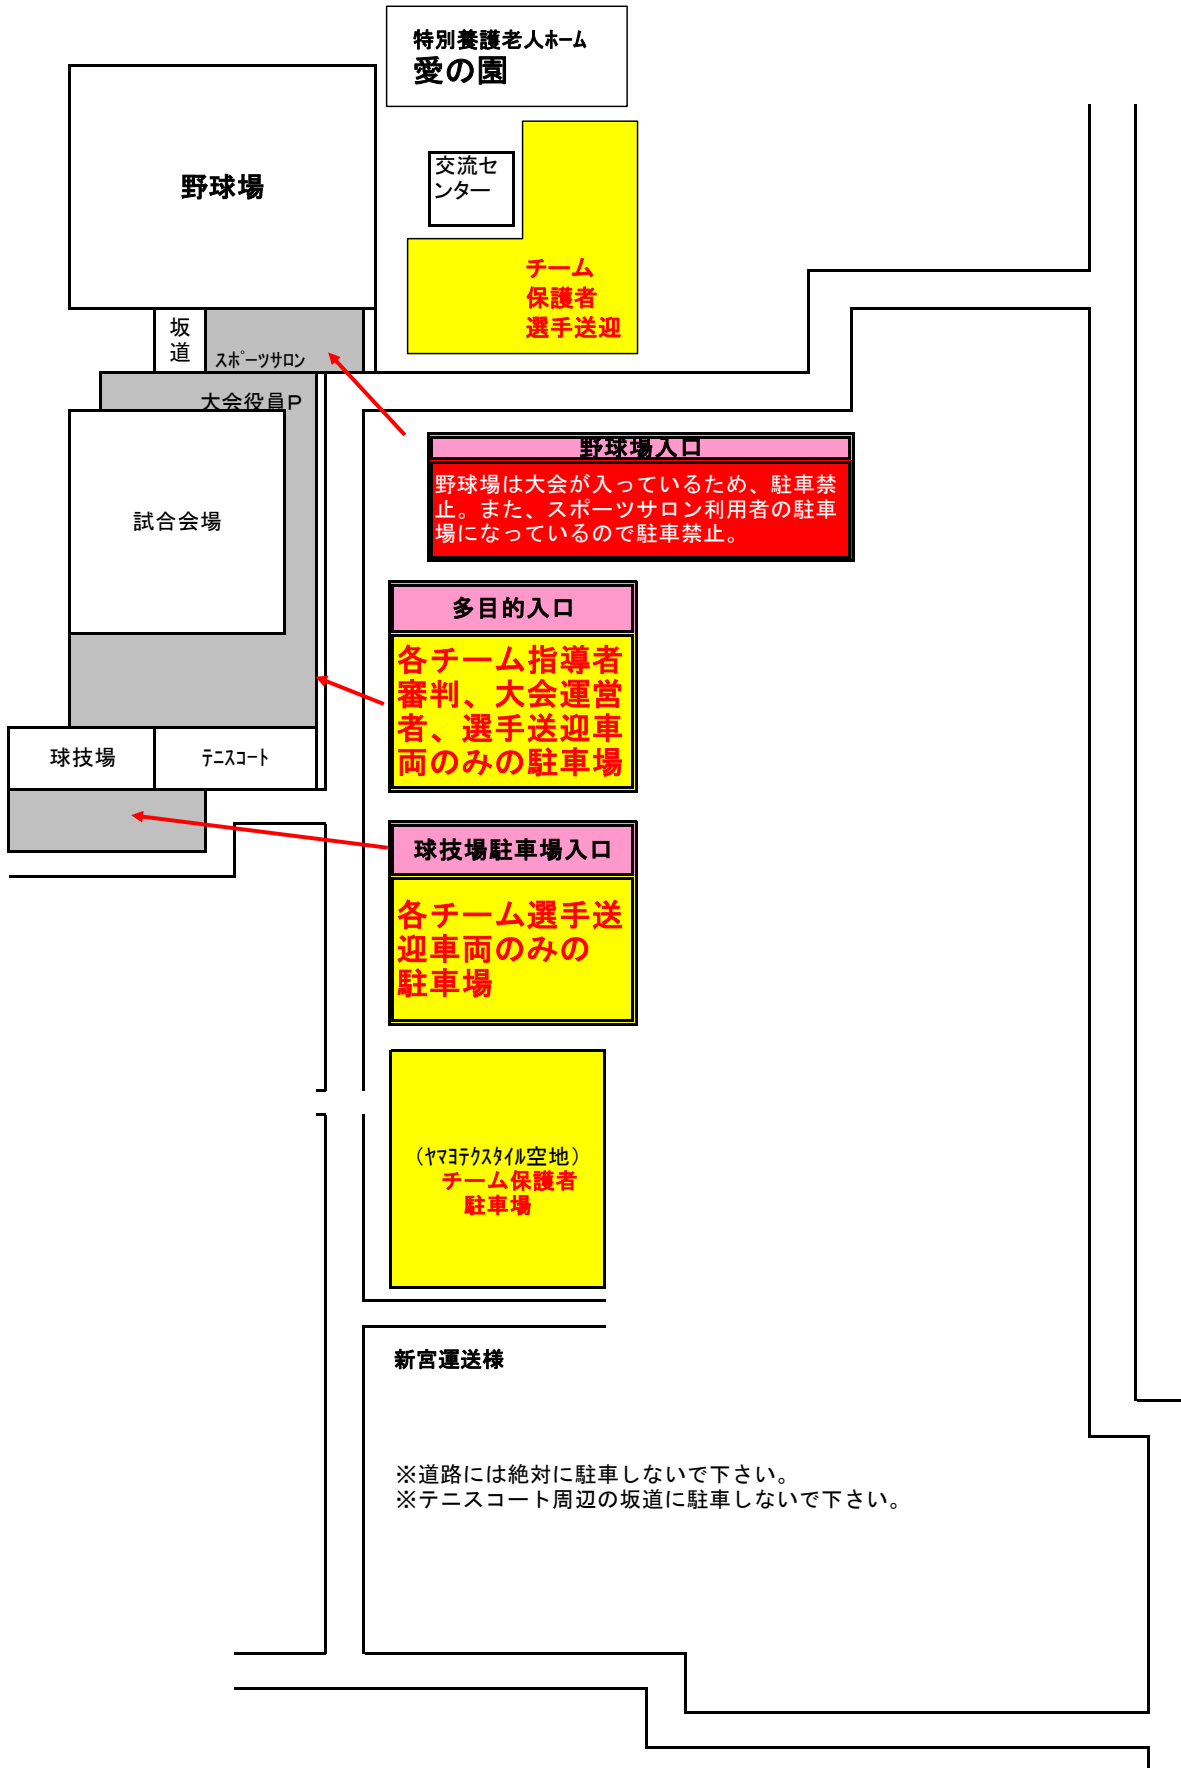 特別養護老人ﾎｰﾑ
愛の園
野球場
交流セ
ンター
チーム
保護者
選手送迎
坂
道
ｽﾎﾟｰﾂｻﾛﾝ
大会役員Ｐ
野球場入口
野球場は大会が入っているため、駐車禁
止。また、スポーツサロン利用者の駐車
場になっているので駐車禁止。
試合会場
多目的入口
各チーム指導者
審判、大会運営
者、選手送迎車
両のみの駐車場
球技場
ﾃﾆｽｺｰﾄ
球技場駐車場入口
各チーム選手送
迎車両のみの
駐車場
（ﾔﾏﾖﾃｸｽﾀｲﾙ空地）
チーム保護者
駐車場
新宮運送様
※道路には絶対に駐車しないで下さい。
※テニスコート周辺の坂道に駐車しないで下さい。